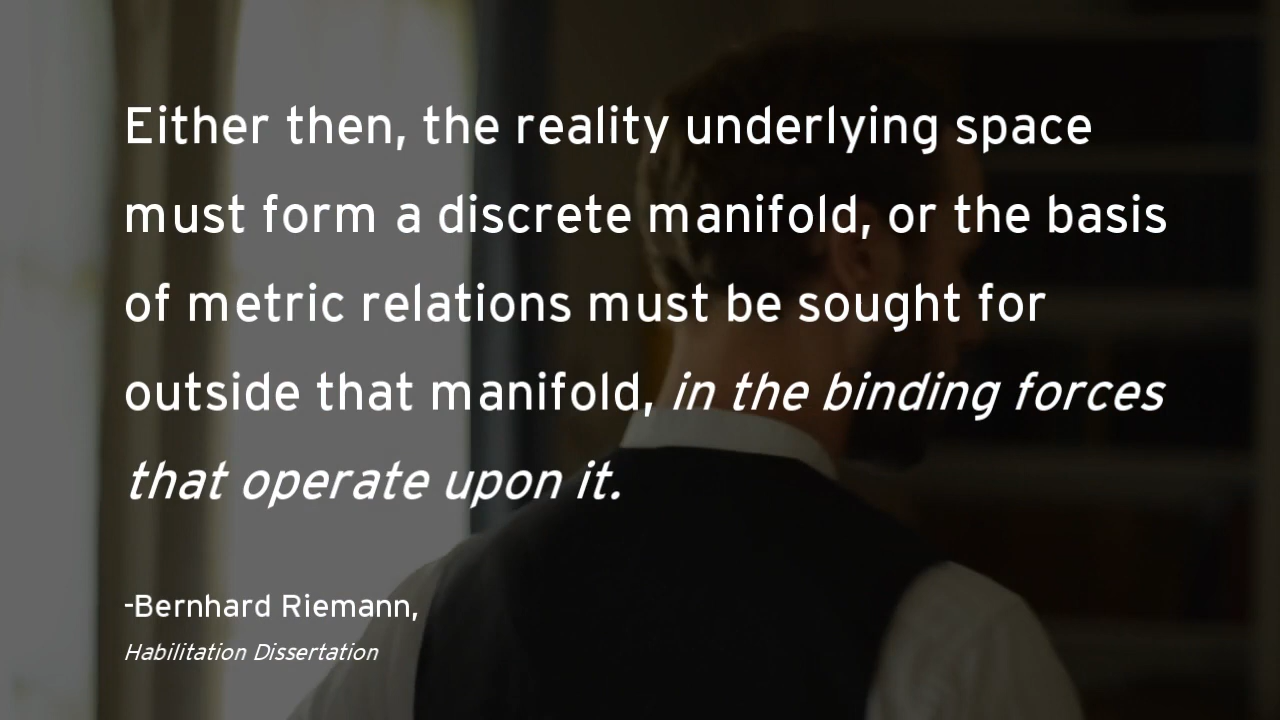 Either then, the reality underlying space
must form a discrete manifold, or the basis
of metric relations must be sought for
outside that manifold, in the binding forces
that operate upon it.
-Bernhard Riemann,
Habilitation Dissertation